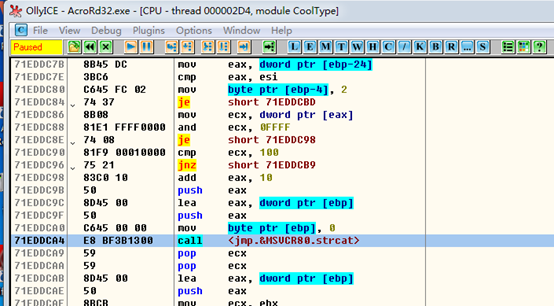 OllyICE - AcroRd32.exe - [CPU - thread 000002D4, module CoolType]
C File View Debug Plugins Options Window Help
Paused L E M T W H C / K B R ... S ?
71EDDC7B 8B45 DC mov eax, dword ptr [ebp-24]
71EDDC7E 3BC6 cmp eax, esi
71EDDC80 C645 FC 02 mov byte ptr [ebp-4], 2
71EDDC84 74 37 je short 71EDDCBD
71EDDC86 8B08 mov ecx, dword ptr [eax]
71EDDC88 81E1 FFFF0000 and ecx, 0FFFF
71EDDC8E 74 08 je short 71EDDC98
71EDDC90 81F9 00010000 cmp ecx, 100
71EDDC96 75 21 jnz short 71EDDCB9
71EDDC98 83C0 10 add eax, 10
71EDDC9B 50 push eax
71EDDC9C 8D45 00 lea eax, dword ptr [ebp]
71EDDC9F 50 push eax
71EDDCA0 C645 00 00 mov byte ptr [ebp], 0
71EDDCA4 E8 BF3B1300 call <jmp.&MSVCR80.strcat>
71EDDCA9 59 pop ecx
71EDDCAA 59 pop ecx
71EDDCAB 8D45 00 lea eax, dword ptr [ebp]
71EDDCAE 50 push eax
71EDDCAF 8BCB mov ecx, ebx